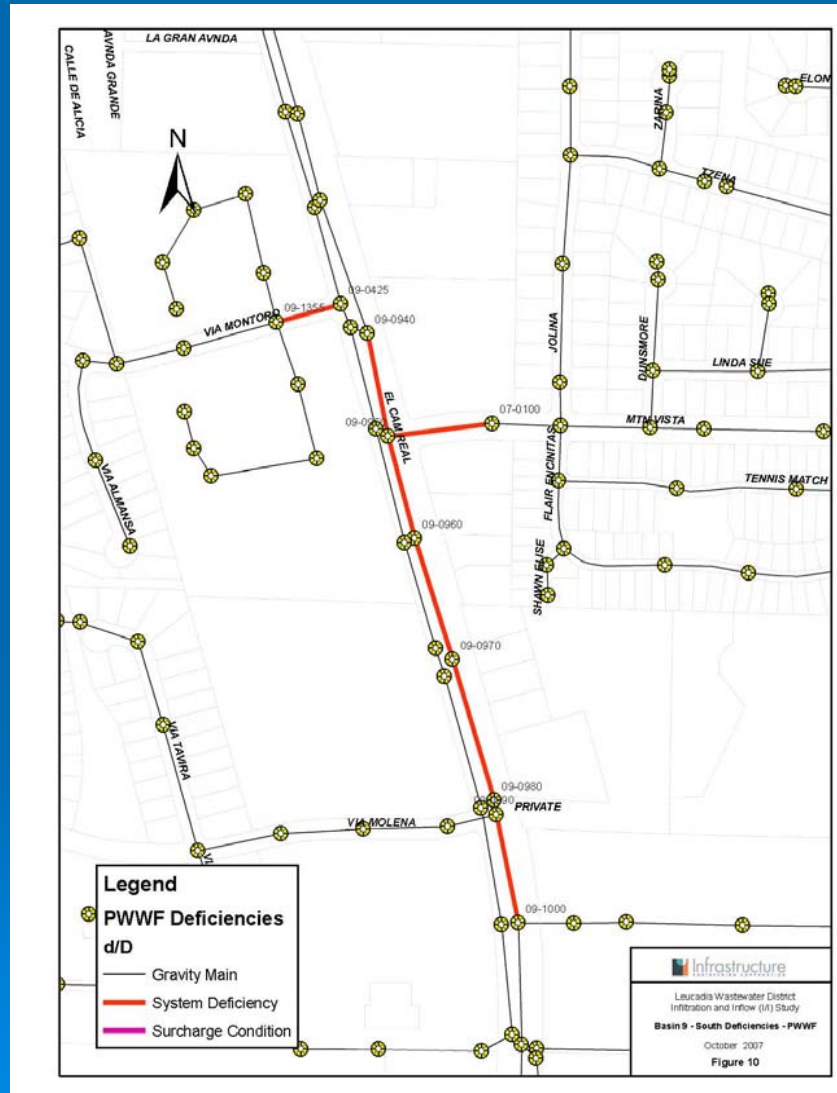 LA GRAN AVNDA
AVNDA GRANDE
CALLE DE ALICIA
N
ZARINA
TZENA
09-0425
09-1355
09-0940
VIA MONTORO
JOLINA
DUNSMORE
LINDA SUE
EL CAM REAL
07-0100
MTN VISTA
FLAIR ENCINITAS
TENNIS MATCH
VIA ALMANSA
09-0960
SHAWN ELISE
09-0970
VIA TAVIRA
09-0980
PRIVATE
VIA MOLENA
09-1000
Legend
PWWF Deficiencies
d/D
Gravity Main
System Deficiency
Surcharge Condition
Infrastructure
ENGINEERING CORPORATION
Leucadia Wastewater District
Infiltration and Inflow (I/I) Study
Basin 9 - South Deficiencies - PWWF
October 2007
Figure 10